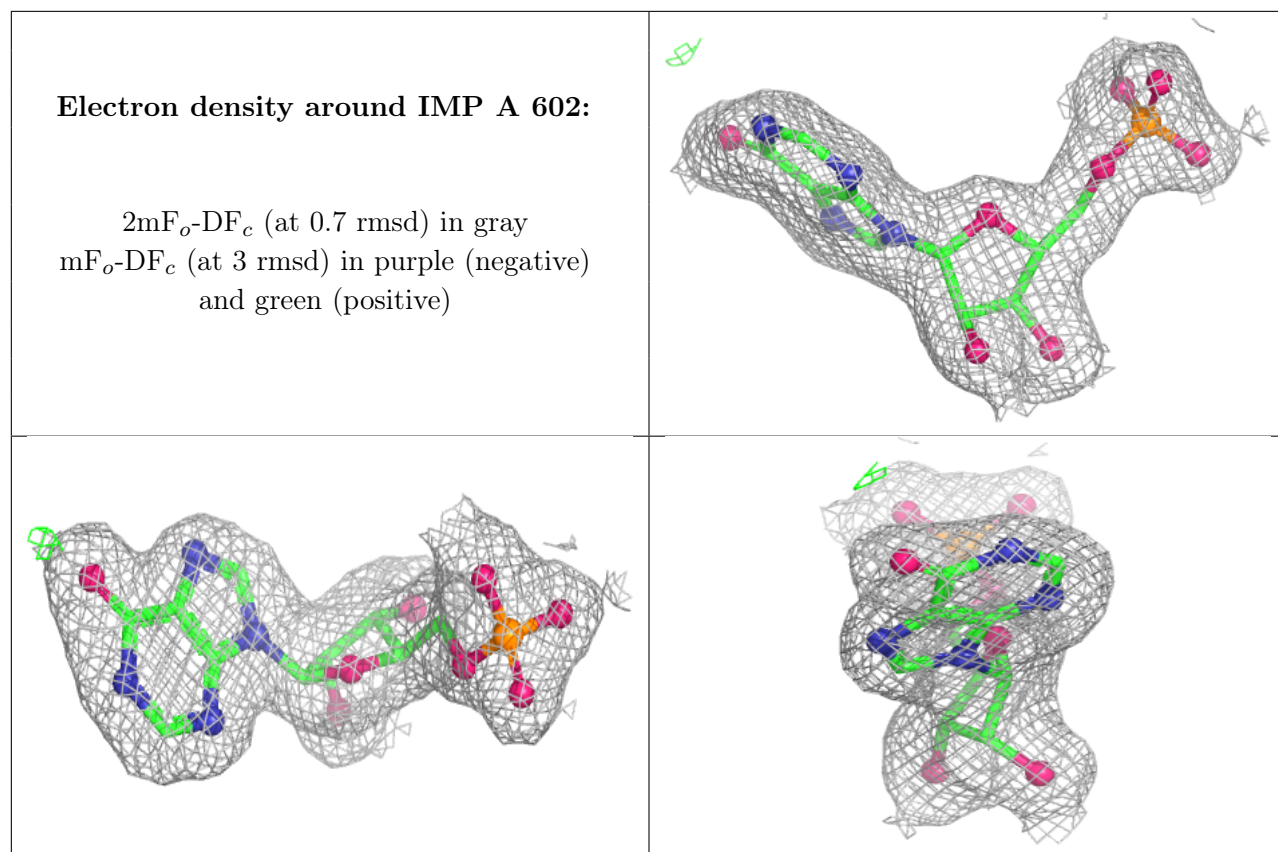 Electron density around IMP A 602:
2mFo-DFc (at 0.7 rmsd) in gray
mFo-DFc (at 3 rmsd) in purple (negative)
and green (positive)